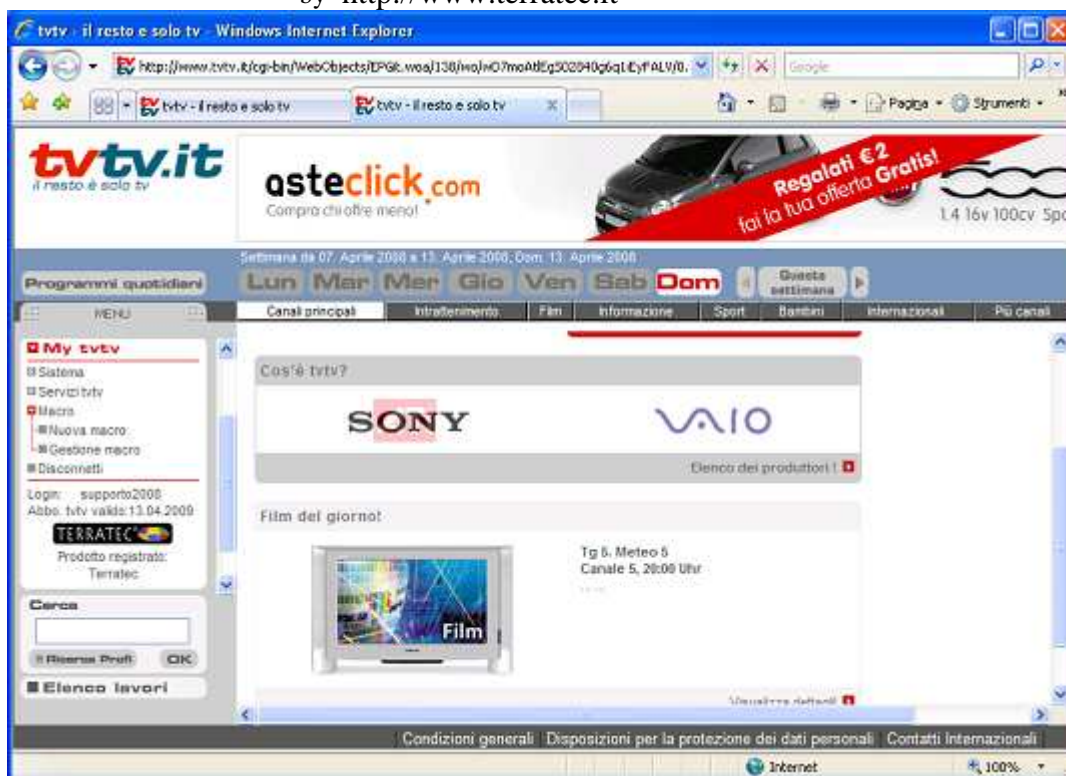 by http://www.terratec.it
tvtv - il resto e solo tv - Windows Internet Explorer
Google
tvtv - il resto e solo tv
tvtv - il resto e solo tv
Pagina
Strumenti
tvtv.it
il resto è solo tv
asteclick.com
Compra chi offre meno!
Regalati €2
fai la tua offerta Gratis!
500
1.4 16v 100cv Spo
Settimana da 07. Aprile 2008 a 13. Aprile 2008, Dom. 13. Aprile 2008
Programmi quotidiani
Lun Mar Mer Gio Ven Sab Dom
Questa settimana
MENU
Canali principali Intrattenimento Film Informazione Sport Bambini Internazionali Più canali
My tvtv
Sistema
Servizi tvtv
Macro
Nuova macro
Gestione macro
Disconnetti
Login: supporto2008
Abbo. tvtv valido: 13.04.2009
TERRATEC
Prodotto registrato:
Terratec
Cerca
Ricerca Profi OK
Elenco lavori
Cos'è tvtv?
SONY VAIO
Elenco dei produttori !
Film del giorno!
Film
Tg 5. Meteo 5
Canale 5, 20:00 Uhr
Visualizza dettagli
Condizioni generali Disposizioni per la protezione dei dati personali Contatti Internazionali
Internet 100%